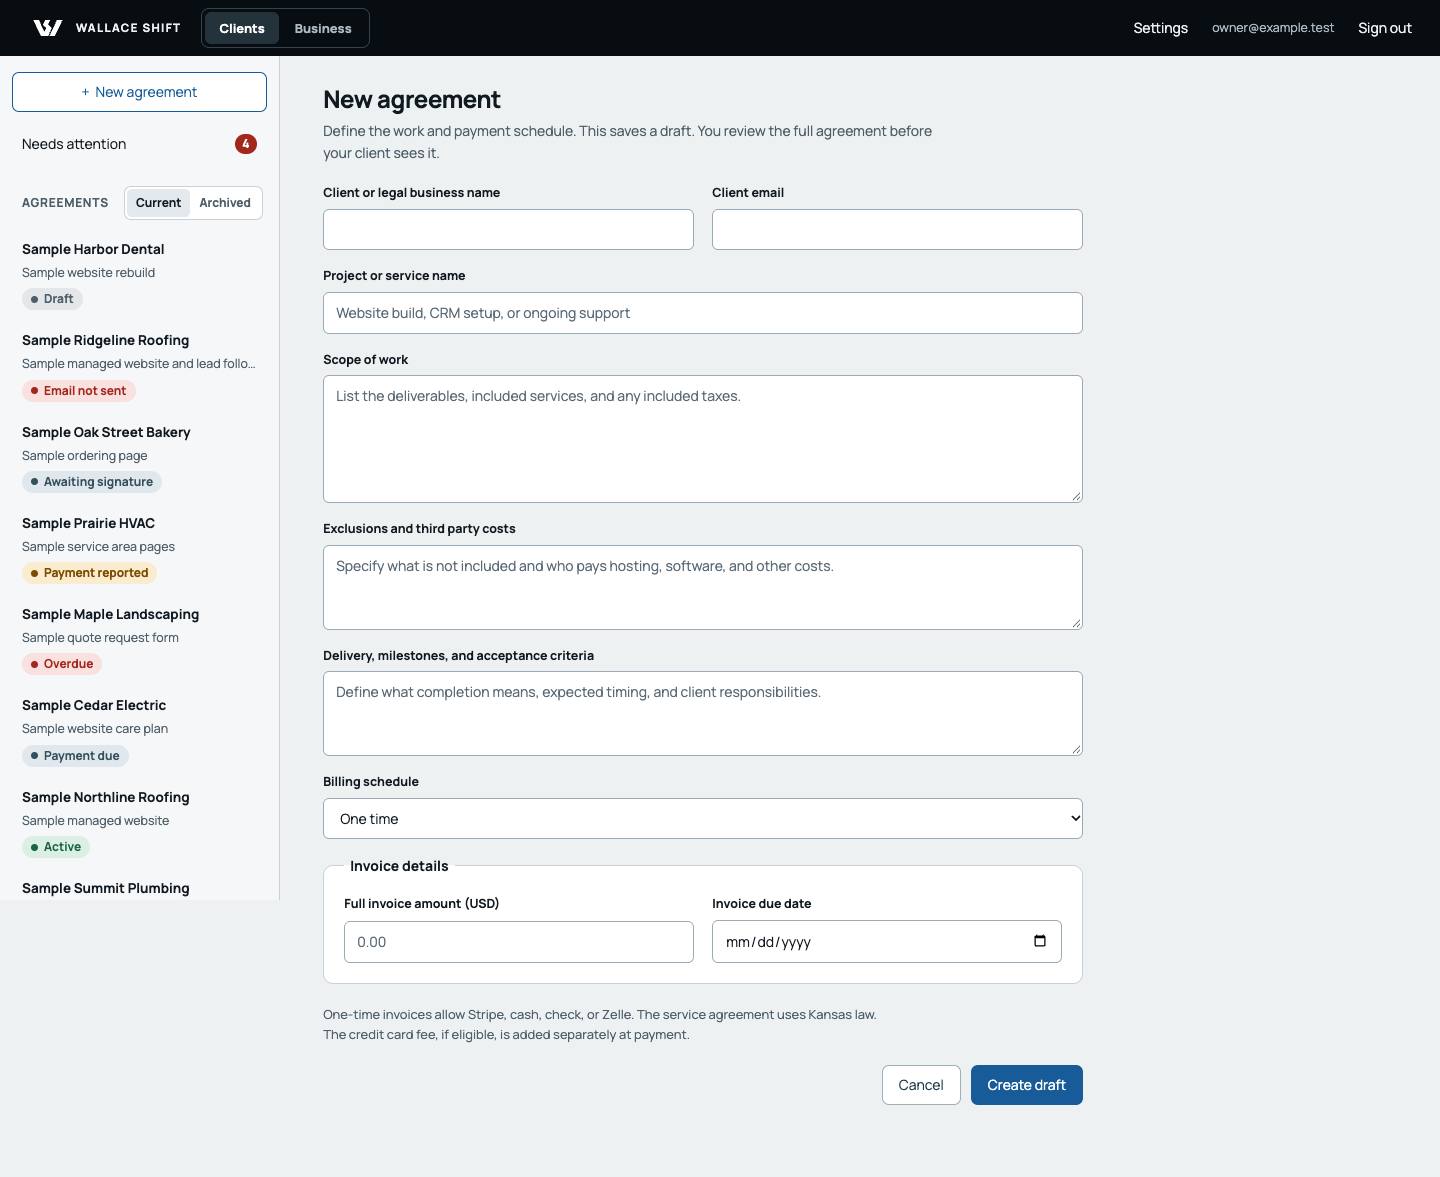 WALLACE SHIFT
Clients
Business
Settings
owner@example.test
Sign out
+ New agreement
Needs attention
4
AGREEMENTS
Current
Archived
Sample Harbor Dental
Sample website rebuild
Draft
Sample Ridgeline Roofing
Sample managed website and lead follo...
Email not sent
Sample Oak Street Bakery
Sample ordering page
Awaiting signature
Sample Prairie HVAC
Sample service area pages
Payment reported
Sample Maple Landscaping
Sample quote request form
Overdue
Sample Cedar Electric
Sample website care plan
Payment due
Sample Northline Roofing
Sample managed website
Active
Sample Summit Plumbing
New agreement
Define the work and payment schedule. This saves a draft. You review the full agreement before
your client sees it.
Client or legal business name
Client email
Project or service name
Website build, CRM setup, or ongoing support
Scope of work
List the deliverables, included services, and any included taxes.
Exclusions and third party costs
Specify what is not included and who pays hosting, software, and other costs.
Delivery, milestones, and acceptance criteria
Define what completion means, expected timing, and client responsibilities.
Billing schedule
One time
Invoice details
Full invoice amount (USD)
Invoice due date
0.00
mm/dd/yyyy
One-time invoices allow Stripe, cash, check, or Zelle. The service agreement uses Kansas law.
The credit card fee, if eligible, is added separately at payment.
Cancel
Create draft